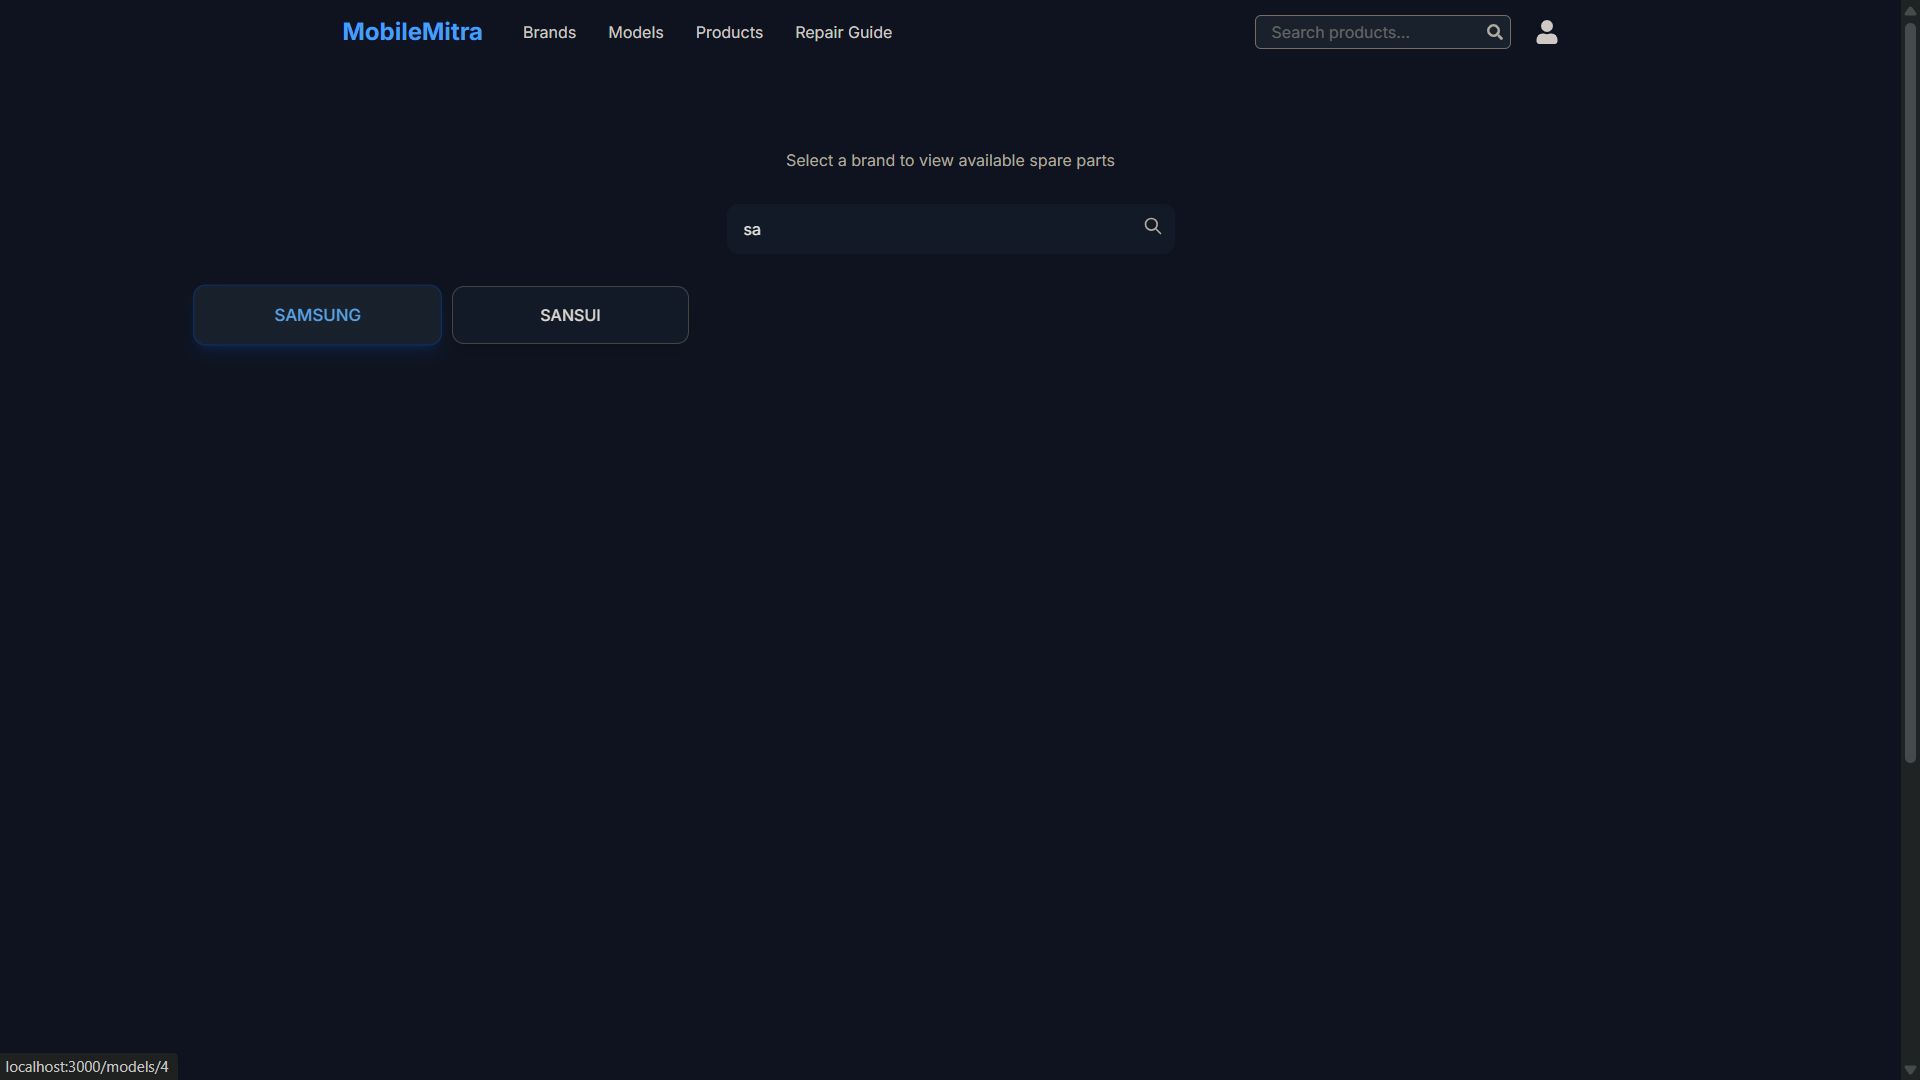 MobileMitra Brands Models Products Repair Guide Search products...
Select a brand to view available spare parts
sa
SAMSUNG SANSUI
localhost:3000/models/4